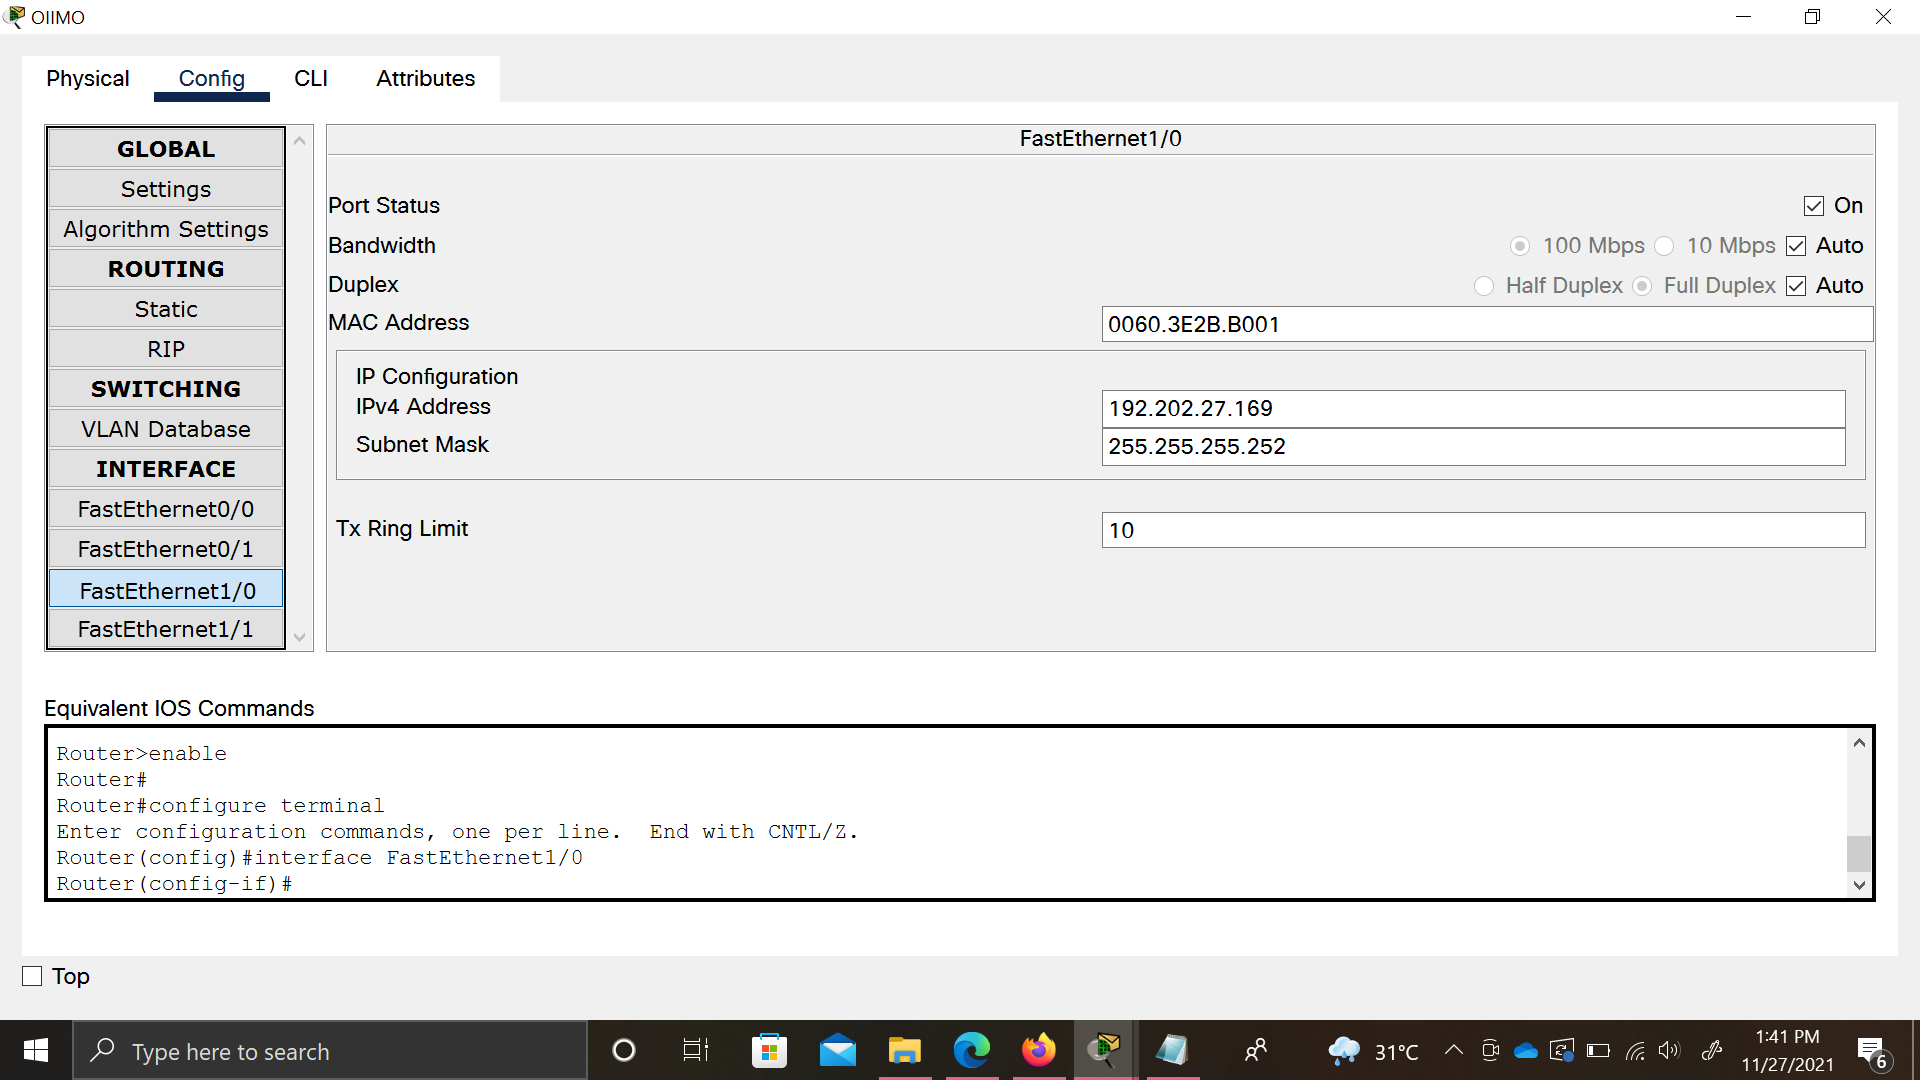 OIIMO
Physical Config CLI Attributes
GLOBAL
Settings
Algorithm Settings
ROUTING
Static
RIP
SWITCHING
VLAN Database
INTERFACE
FastEthernet0/0
FastEthernet0/1
FastEthernet1/0
FastEthernet1/1
FastEthernet1/0
Port Status On
Bandwidth 100 Mbps 10 Mbps Auto
Duplex Half Duplex Full Duplex Auto
MAC Address 0060.3E2B.B001
IP Configuration
IPv4 Address 192.202.27.169
Subnet Mask 255.255.255.252
Tx Ring Limit 10
Equivalent IOS Commands
Router>enable
Router#
Router#configure terminal
Enter configuration commands, one per line.  End with CNTL/Z.
Router(config)#interface FastEthernet1/0
Router(config-if)#
Top
Type here to search
31°C
1:41 PM
11/27/2021
6